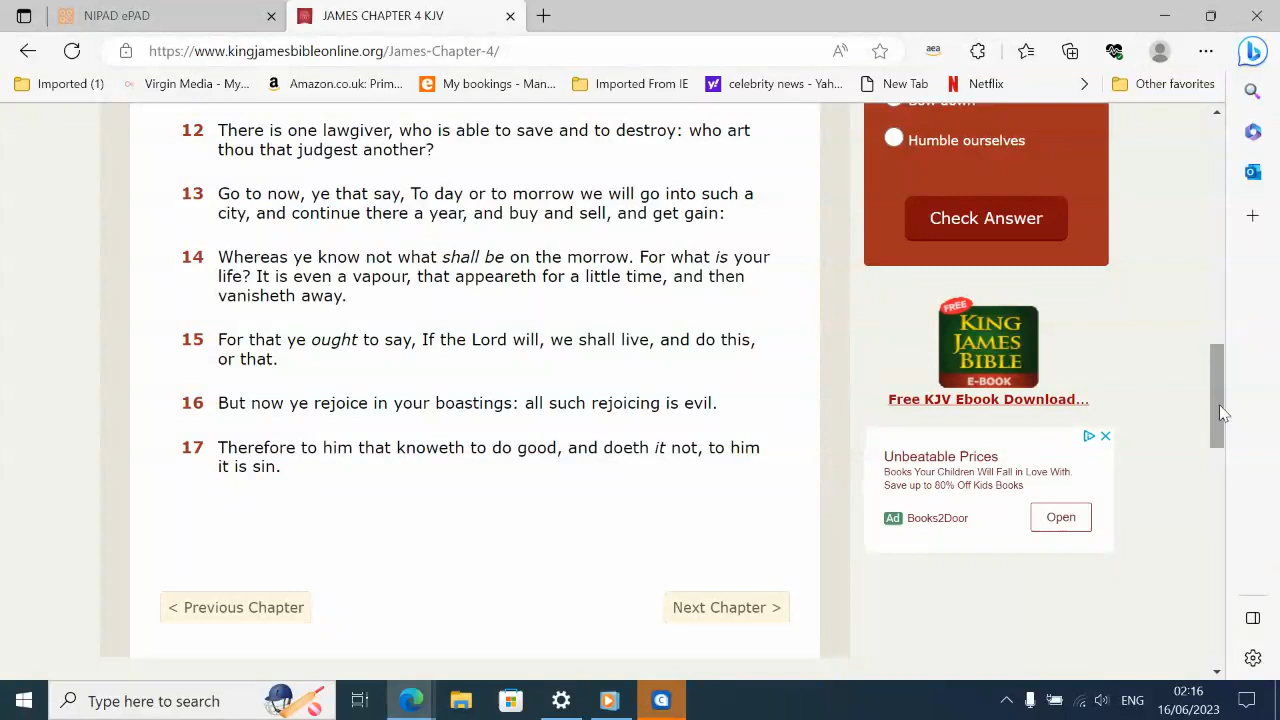 NIPAD ePAD
JAMES CHAPTER 4 KJV
https://www.kingjamesbibleonline.org/James-Chapter-4/
Imported (1)
Virgin Media - My...
Amazon.co.uk: Prim...
My bookings - Man...
Imported From IE
celebrity news - Yah...
New Tab
Netflix
Other favorites
12 There is one lawgiver, who is able to save and to destroy: who art
thou that judgest another?
13 Go to now, ye that say, To day or to morrow we will go into such a
city, and continue there a year, and buy and sell, and get gain:
14 Whereas ye know not what shall be on the morrow. For what is your
life? It is even a vapour, that appeareth for a little time, and then
vanisheth away.
15 For that ye ought to say, If the Lord will, we shall live, and do this,
or that.
16 But now ye rejoice in your boastings: all such rejoicing is evil.
17 Therefore to him that knoweth to do good, and doeth it not, to him
it is sin.
< Previous Chapter
Next Chapter >
Bow down
Humble ourselves
Check Answer
FREE
KING
JAMES
BIBLE
E-BOOK
Free KJV Ebook Download...
Unbeatable Prices
Books Your Children Will Fall in Love With.
Save up to 80% Off Kids Books
Ad Books2Door
Open
Type here to search
ENG
02:16
16/06/2023